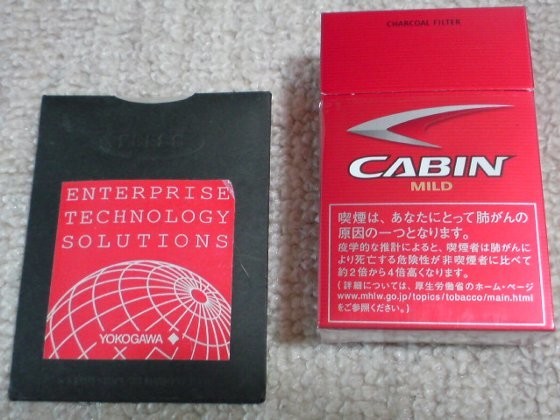 ENTERPRISE
TECHNOLOGY
SOLUTIONS
YOKOGAWA
CHARCOAL FILTER
CABIN
MILD
喫煙は、あなたにとって肺がんの
原因の一つとなります。
疫学的な推計によると、喫煙者は肺がんに
より死亡する危険性が非喫煙者に比べて
約2倍から4倍高くなります。
(詳細については、厚生労働省のホーム・ページ
www.mhlw.go.jp/topics/tobacco/main.html
をご参照ください。)